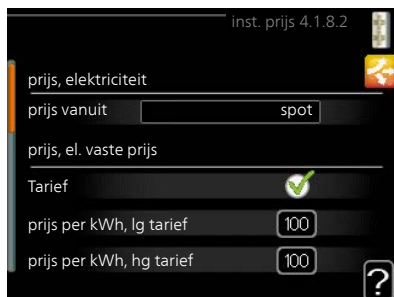 inst. prijs 4.1.8.2
prijs, elektriciteit
prijs vanuit spot
prijs, el. vaste prijs
Tarief
prijs per kWh, lg tarief 100
prijs per kWh, hg tarief 100
?